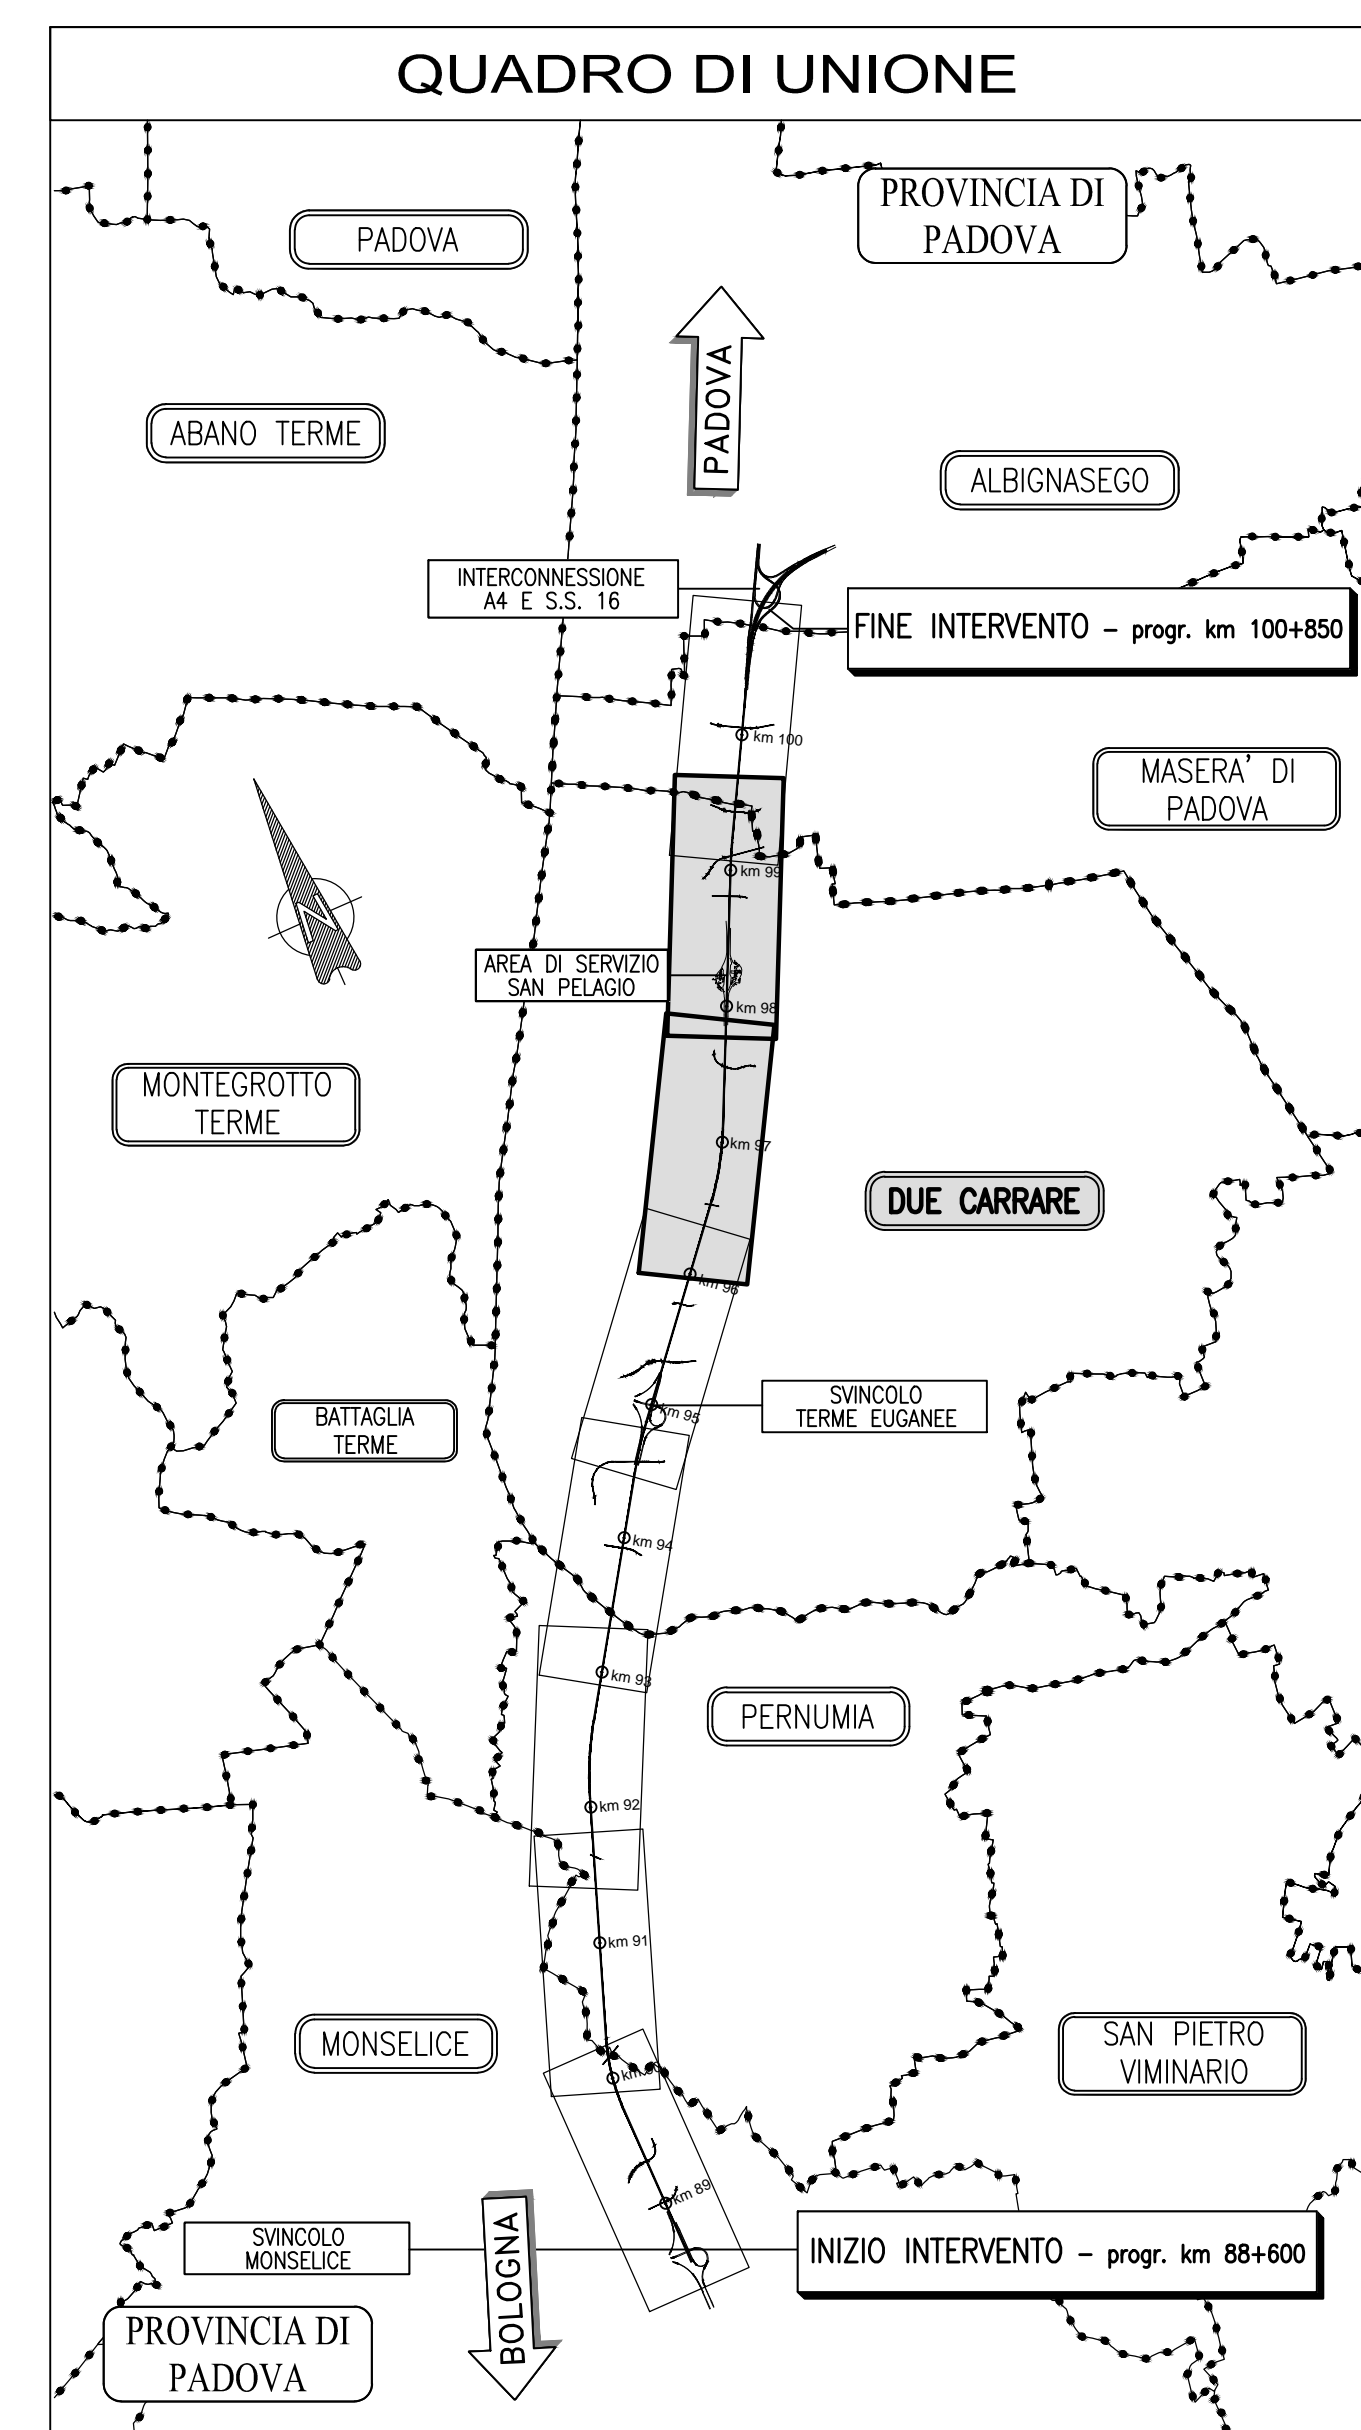 QUADRO DI UNIONE
PROVINCIA DI
PADOVA
PADOVA
PADOVA
ABANO TERME
ALBIGNASEGO
INTERCONNESSIONE
A4 E S.S. 16
FINE INTERVENTO – progr. km 100+850
km 100
MASERA' DI
PADOVA
km 99
N
AREA DI SERVIZIO
SAN PELAGIO
km 98
MONTEGROTTO
TERME
km 97
DUE CARRARE
km 96
SVINCOLO
TERME EUGANEE
km 95
BATTAGLIA
TERME
km 94
km 93
PERNUMIA
km 92
km 91
MONSELICE
SAN PIETRO
VIMINARIO
km 90
km 89
SVINCOLO
MONSELICE
BOLOGNA
INIZIO INTERVENTO – progr. km 88+600
PROVINCIA DI
PADOVA